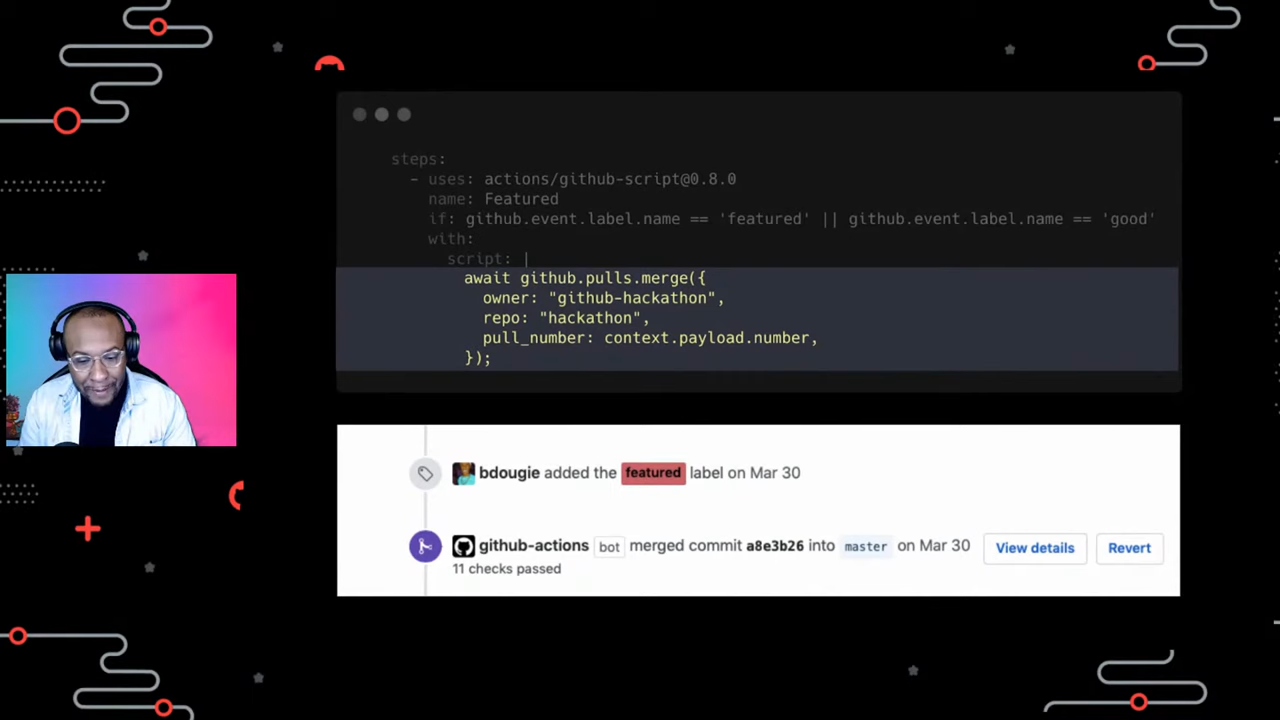 steps:
- uses: actions/github-script@0.8.0
name: Featured
if: github.event.label.name == 'featured' || github.event.label.name == 'good'
with:
script: |
await github.pulls.merge({
owner: "github-hackathon",
repo: "hackathon",
pull_number: context.payload.number,
});
bdougie added the featured label on Mar 30
github-actions bot merged commit a8e3b26 into master on Mar 30 View details Revert
11 checks passed